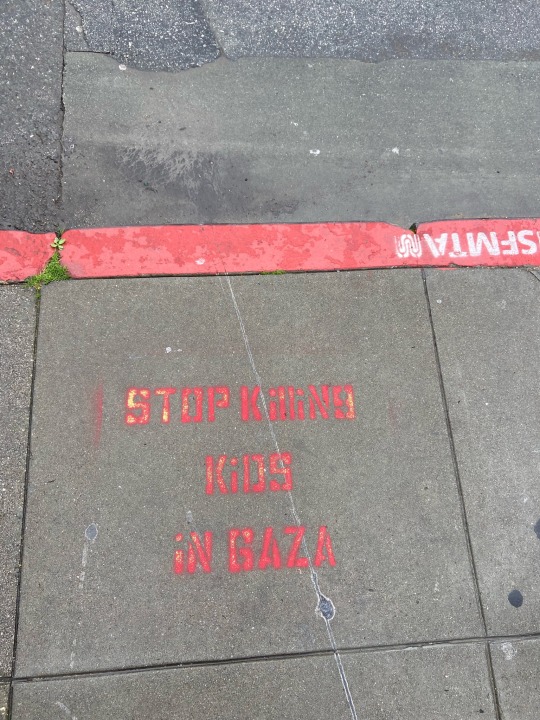 SFMTA
STOP KilliNG
KiDS
iN GAZA